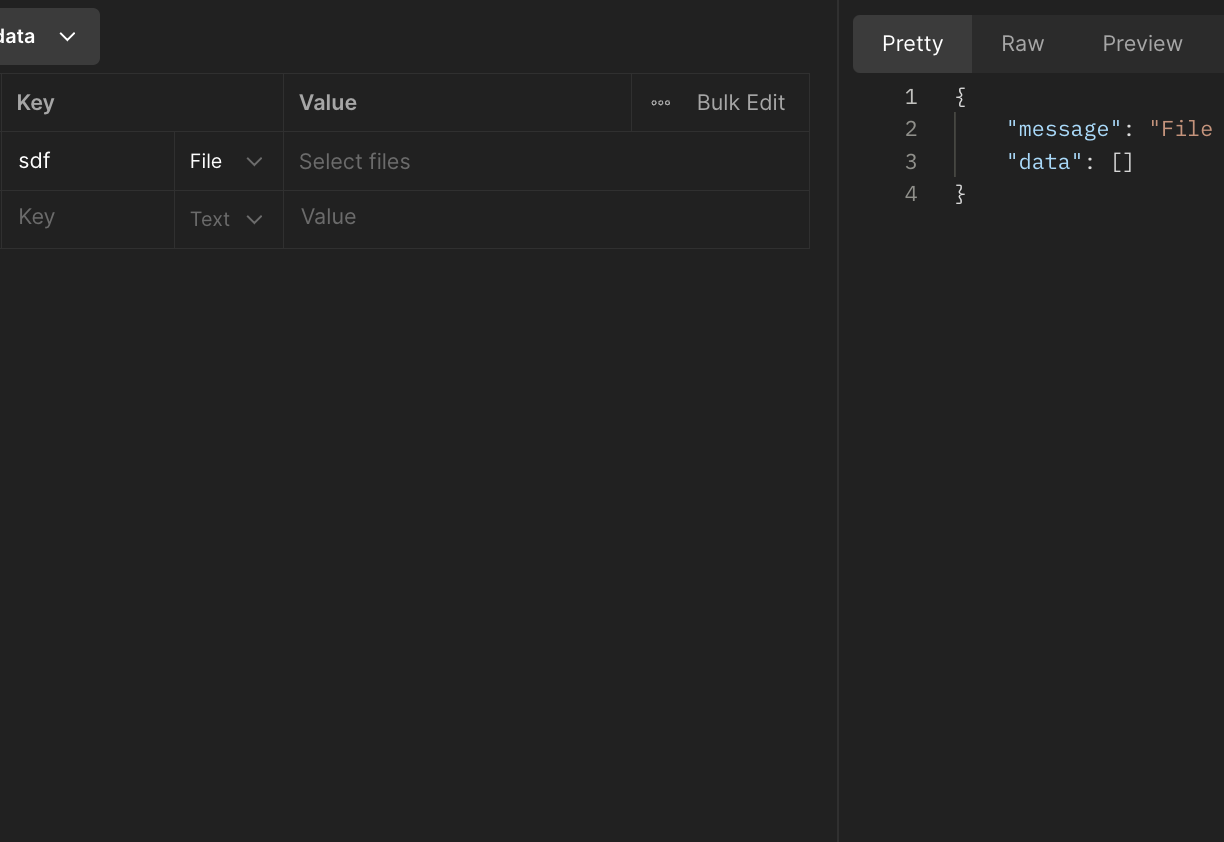 data
Key Value ooo Bulk Edit
sdf File Select files
Key Text Value
Pretty Raw Preview
1 {
2 "message": "File
3 "data": []
4 }